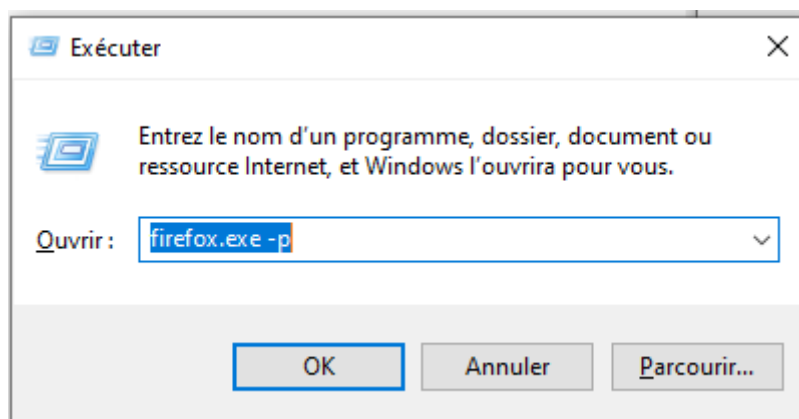 Exécuter
Entrez le nom d'un programme, dossier, document ou
ressource Internet, et Windows l'ouvrira pour vous.
Ouvrir : firefox.exe -p
OK Annuler Parcourir...